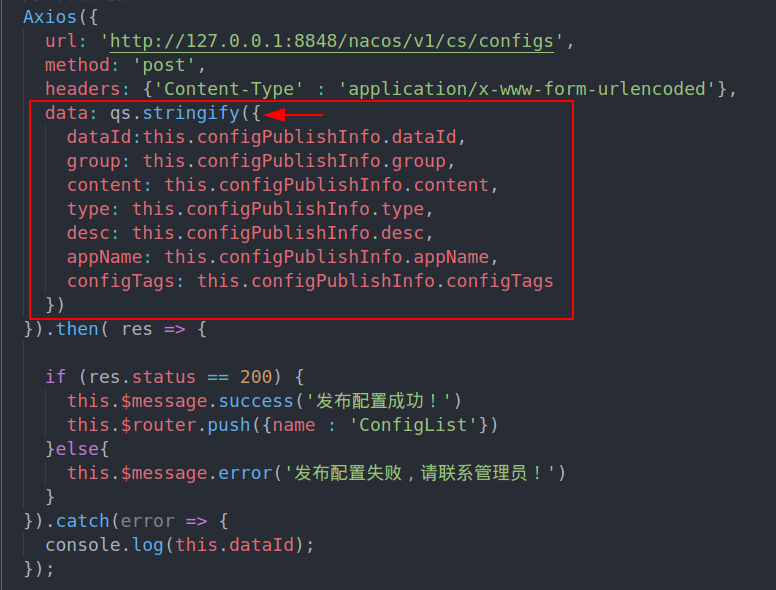 Axios({
  url: 'http://127.0.0.1:8848/nacos/v1/cs/configs',
  method: 'post',
  headers: {'Content-Type' : 'application/x-www-form-urlencoded'},
  data: qs.stringify({
    dataId:this.configPublishInfo.dataId,
    group: this.configPublishInfo.group,
    content: this.configPublishInfo.content,
    type: this.configPublishInfo.type,
    desc: this.configPublishInfo.desc,
    appName: this.configPublishInfo.appName,
    configTags: this.configPublishInfo.configTags
  })
}).then( res => {
  if (res.status == 200) {
    this.$message.success('发布配置成功！')
    this.$router.push({name : 'ConfigList'})
  }else{
    this.$message.error('发布配置失败，请联系管理员！')
  }
}).catch(error => {
  console.log(this.dataId);
});